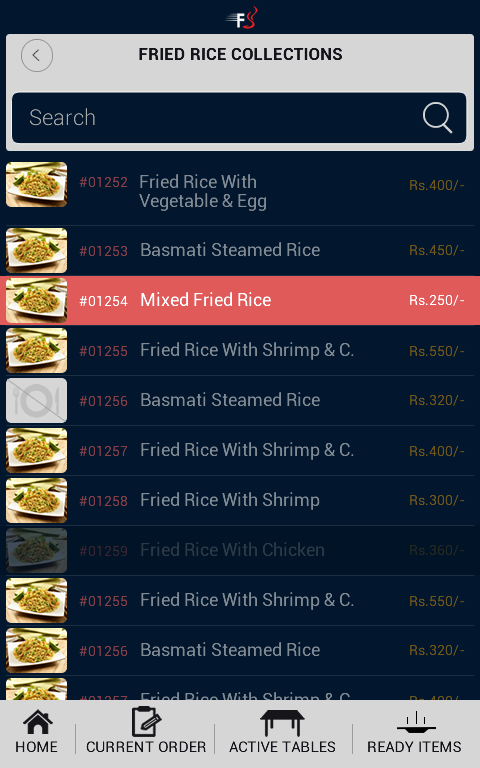 FS
FRIED RICE COLLECTIONS
Search
#01252 Fried Rice With Rs.400/-
Vegetable & Egg
#01253 Basmati Steamed Rice Rs.450/-
#01254 Mixed Fried Rice Rs.250/-
#01255 Fried Rice With Shrimp & C. Rs.550/-
#01256 Basmati Steamed Rice Rs.320/-
#01257 Fried Rice With Shrimp & C. Rs.400/-
#01258 Fried Rice With Shrimp Rs.300/-
#01259 Fried Rice With Chicken Rs.360/-
#01255 Fried Rice With Shrimp & C. Rs.550/-
#01256 Basmati Steamed Rice Rs.320/-
#01257 Fried Rice With Shrimp & C. Rs.400/-
HOME CURRENT ORDER ACTIVE TABLES READY ITEMS